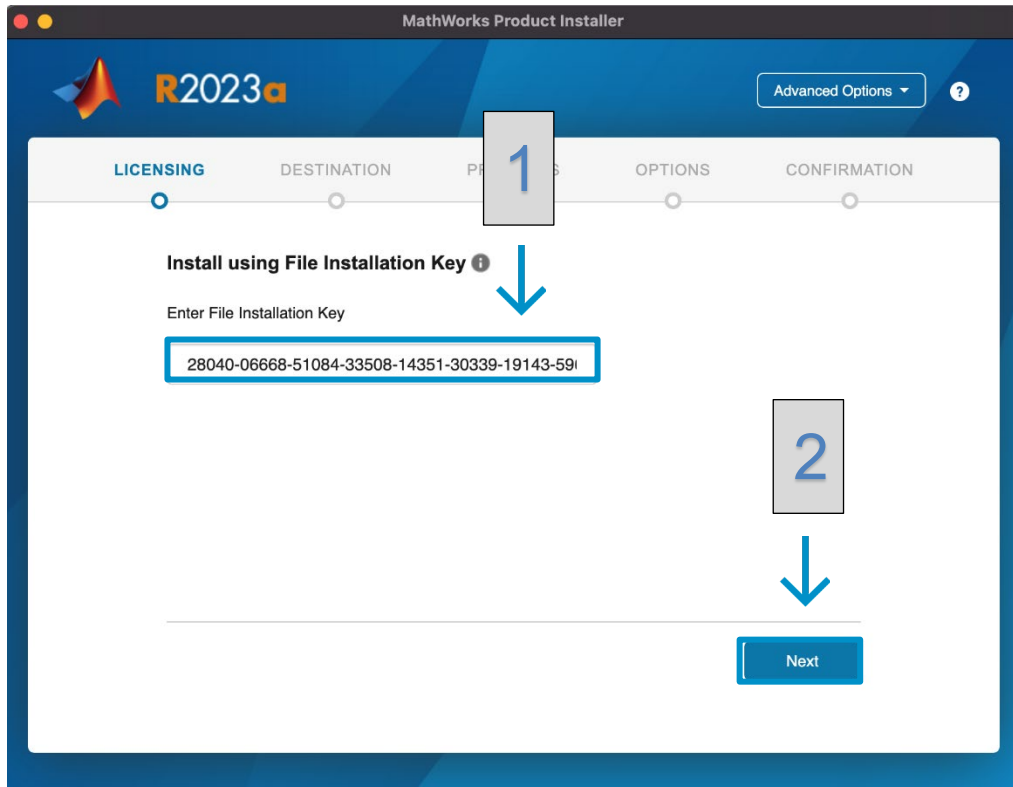 MathWorks Product Installer
R2023a
Advanced Options
?
1
LICENSING DESTINATION OPTIONS CONFIRMATION
Install using File Installation Key
Enter File Installation Key
28040-06668-51084-33508-14351-30339-19143-59
2
Next